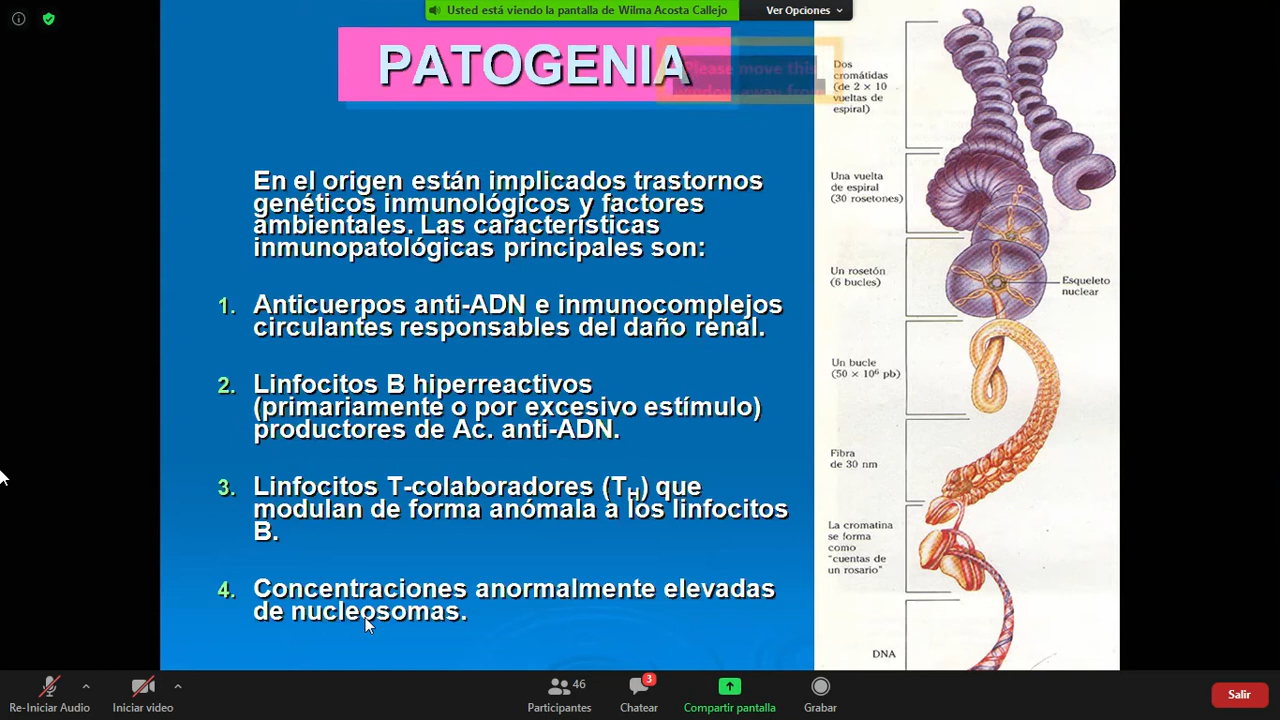 Usted está viendo la pantalla de Wilma Acosta Callejo
Ver Opciones
PATOGENIA
Please move this
window away from
En el origen están implicados trastornos
genéticos inmunológicos y factores
ambientales. Las características
inmunopatológicas principales son:
1. Anticuerpos anti-ADN e inmunocomplejos
circulantes responsables del daño renal.
2. Linfocitos B hiperreactivos
(primariamente o por excesivo estímulo)
productores de Ac. anti-ADN.
3. Linfocitos T-colaboradores (TH) que
modulan de forma anómala a los linfocitos
B.
4. Concentraciones anormalmente elevadas
de nucleosomas.
Dos
cromátidas
(de 2 × 10
vueltas de
espiral)
Una vuelta
de espiral
(30 rosetones)
Un rosetón
(6 bucles)
Esqueleto
nuclear
Un bucle
(50 × 10⁶ pb)
Fibra
de 30 nm
La cromatina
se forma
como
“cuentas de
un rosario”
DNA
Re-Iniciar Audio
Iniciar video
46
Participantes
3
Chatear
Compartir pantalla
Grabar
Salir